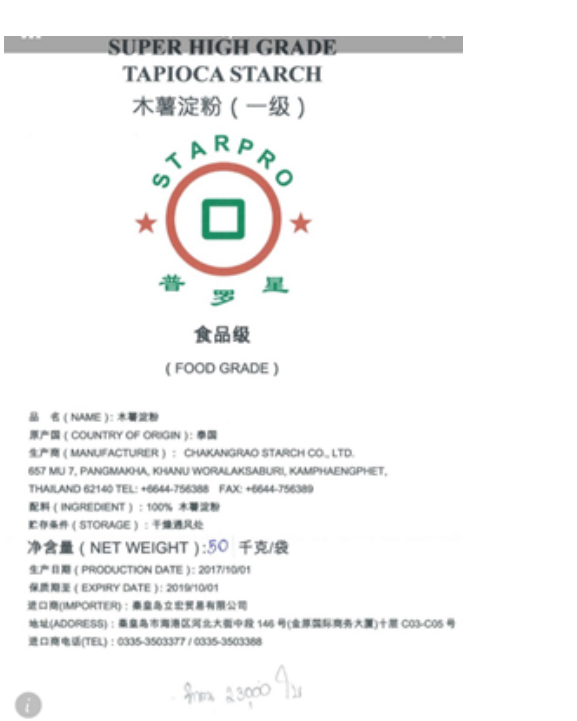 SUPER HIGH GRADE
TAPIOCA STARCH
木薯淀粉 ( 一级 )
STARPRO
普罗星
食品级
( FOOD GRADE )
品 名 ( NAME ) : 木薯淀粉
原产国 ( COUNTRY OF ORIGIN ) : 泰国
生产商 ( MANUFACTURER ) : CHAKANGRAO STARCH CO., LTD.
657 MU 7, PANGMAKHA, KHANU WORALAKSABURI, KAMPHAENGPHET,
THAILAND 62140 TEL: +6644-756388 FAX: +6644-756389
配料 ( INGREDIENT ) : 100% 木薯淀粉
贮存条件 ( STORAGE ) : 干燥通风处
净含量 ( NET WEIGHT ) :50 千克/袋
生产日期 ( PRODUCTION DATE ) : 2017/10/01
保质期至 ( EXPIRY DATE ) : 2019/10/01
进口商(IMPORTER) : 秦皇岛立宏贸易有限公司
地址(ADDRESS) : 秦皇岛市海港区河北大街中段 146 号(金原国际商务大厦)十层 C03-C05 号
进口商电话(TEL) : 0335-3503377 / 0335-3503388
23,000